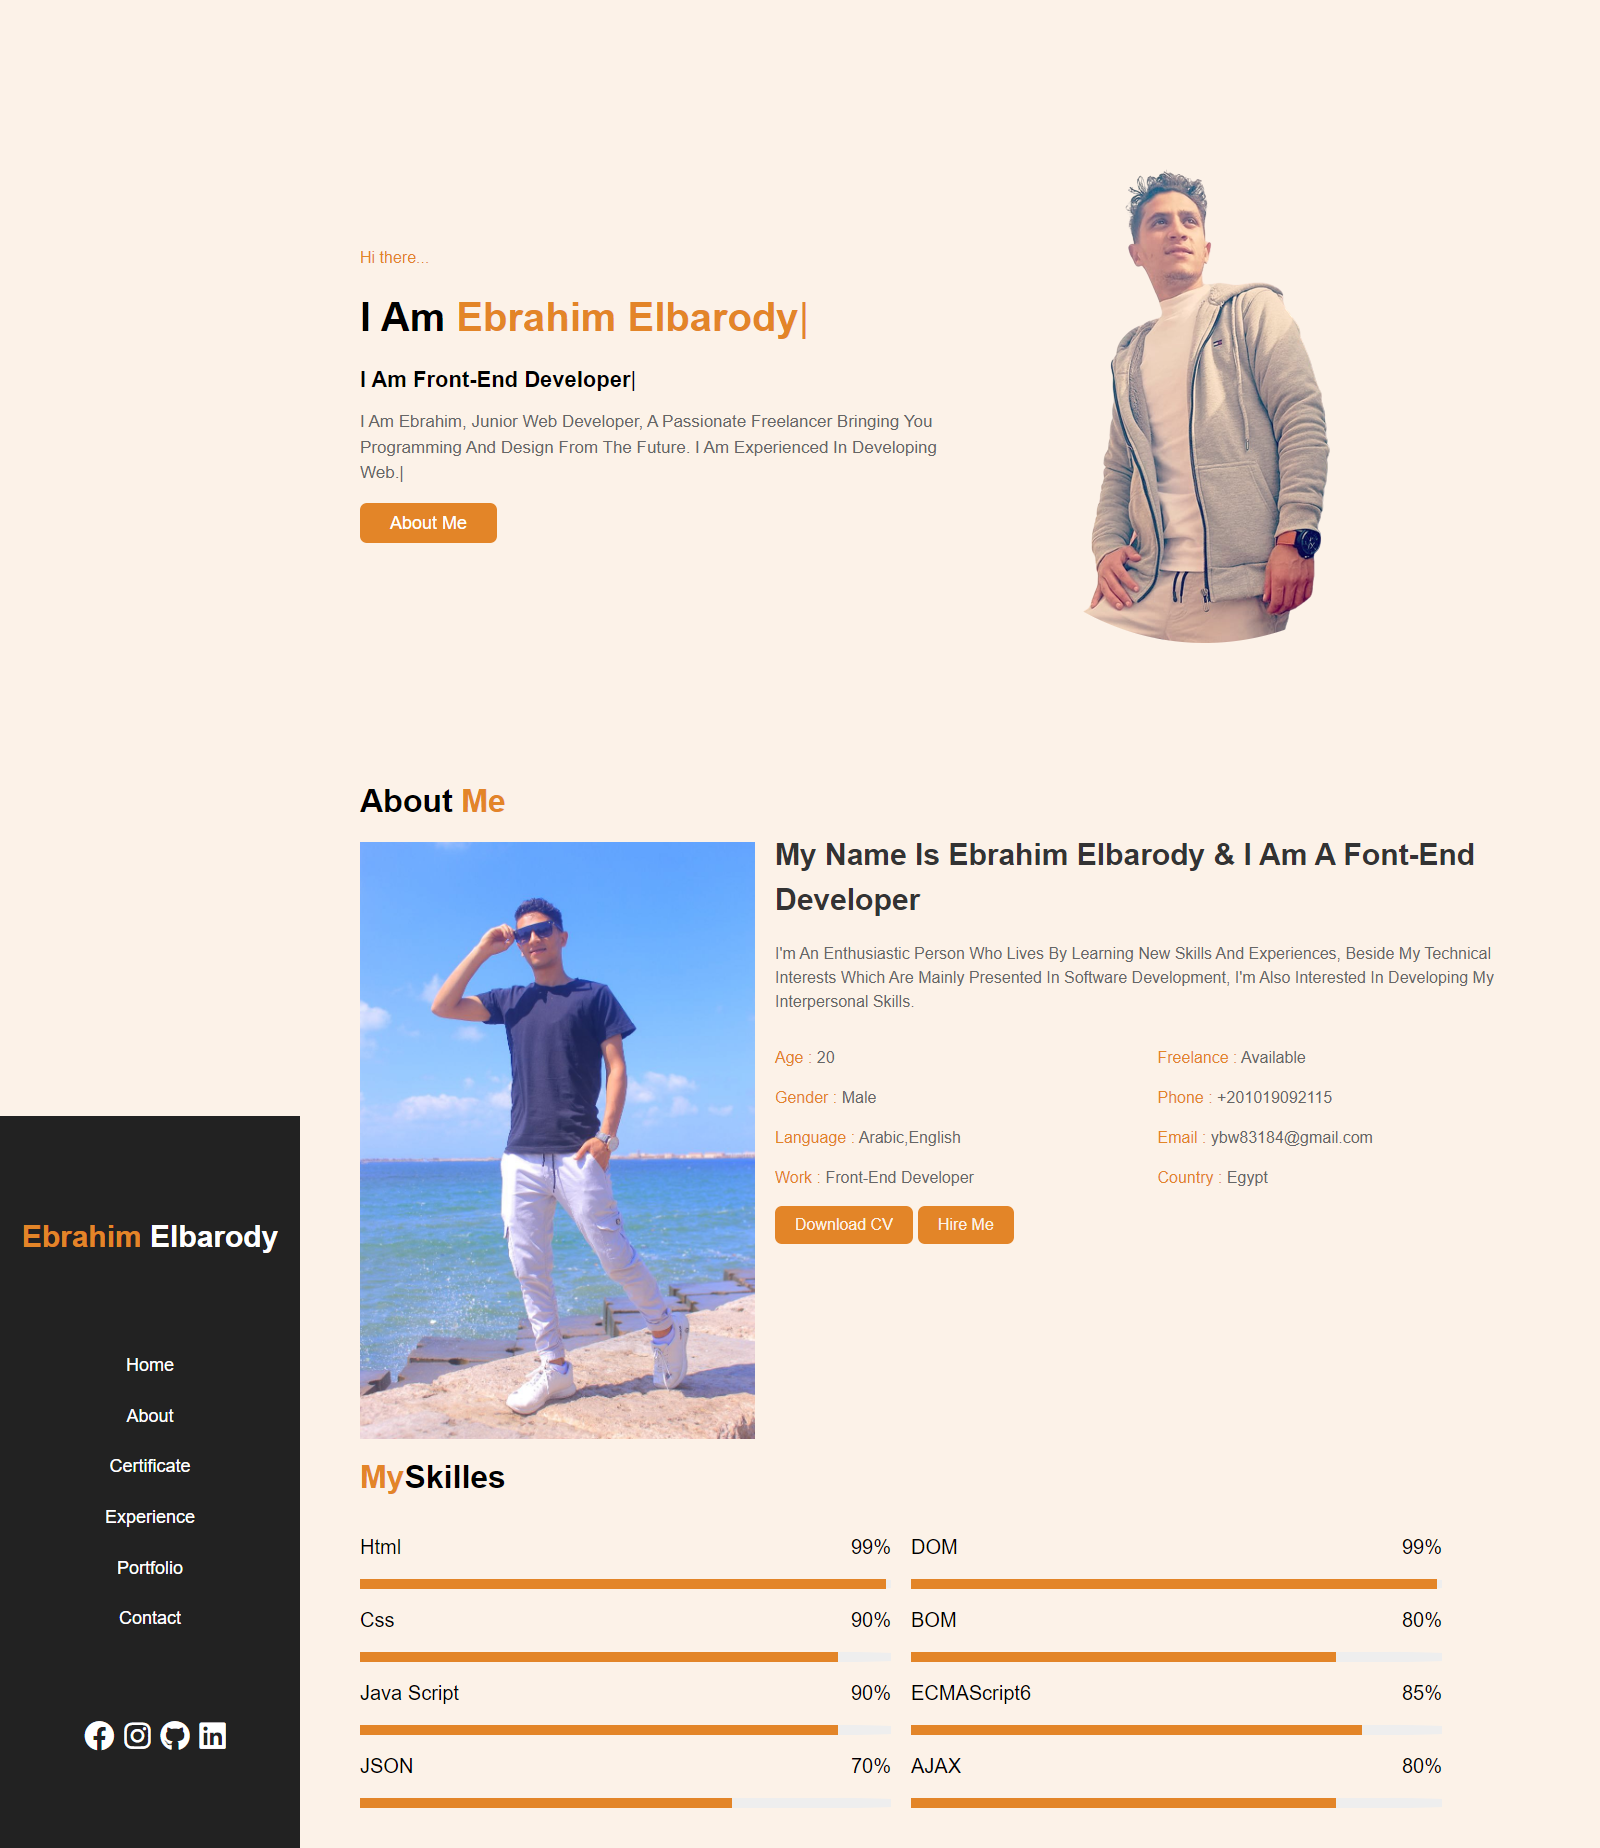 Hi there...
I Am Ebrahim Elbarody|
I Am Front-End Developer|
I Am Ebrahim, Junior Web Developer, A Passionate Freelancer Bringing You
Programming And Design From The Future. I Am Experienced In Developing
Web.|
About Me
About Me
My Name Is Ebrahim Elbarody & I Am A Font-End
Developer
I'm An Enthusiastic Person Who Lives By Learning New Skills And Experiences, Beside My Technical
Interests Which Are Mainly Presented In Software Development, I'm Also Interested In Developing My
Interpersonal Skills.
Age : 20
Freelance : Available
Gender : Male
Phone : +201019092115
Language : Arabic,English
Email : ybw83184@gmail.com
Work : Front-End Developer
Country : Egypt
Download CV
Hire Me
Ebrahim Elbarody
Home
About
Certificate
Experience
Portfolio
Contact
MySkilles
Html 99%
DOM 99%
Css 90%
BOM 80%
Java Script 90%
ECMAScript6 85%
JSON 70%
AJAX 80%